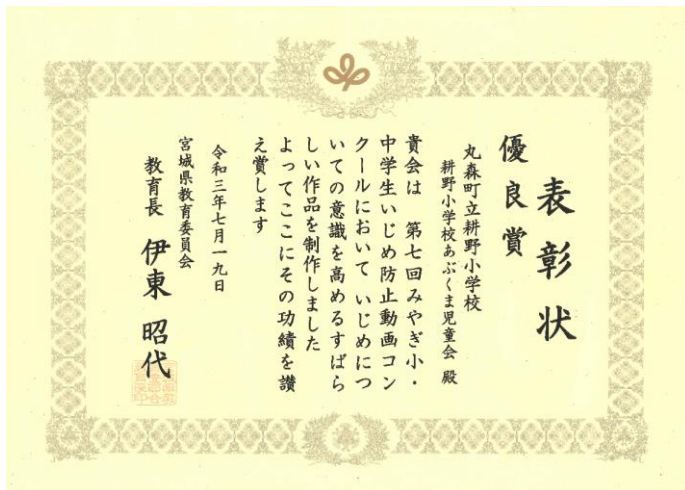 表彰状
優良賞
丸森町立耕野小学校
耕野小学校あぶくま児童会 殿
貴会は 第七回みやぎ小・
中学生いじめ防止動画コン
クールにおいて いじめにつ
いての意識を高めるすばら
しい作品を制作しました
よってここにその功績を讃
え賞します
令和三年七月一九日
宮城県教育委員会
教育長 伊東 昭代